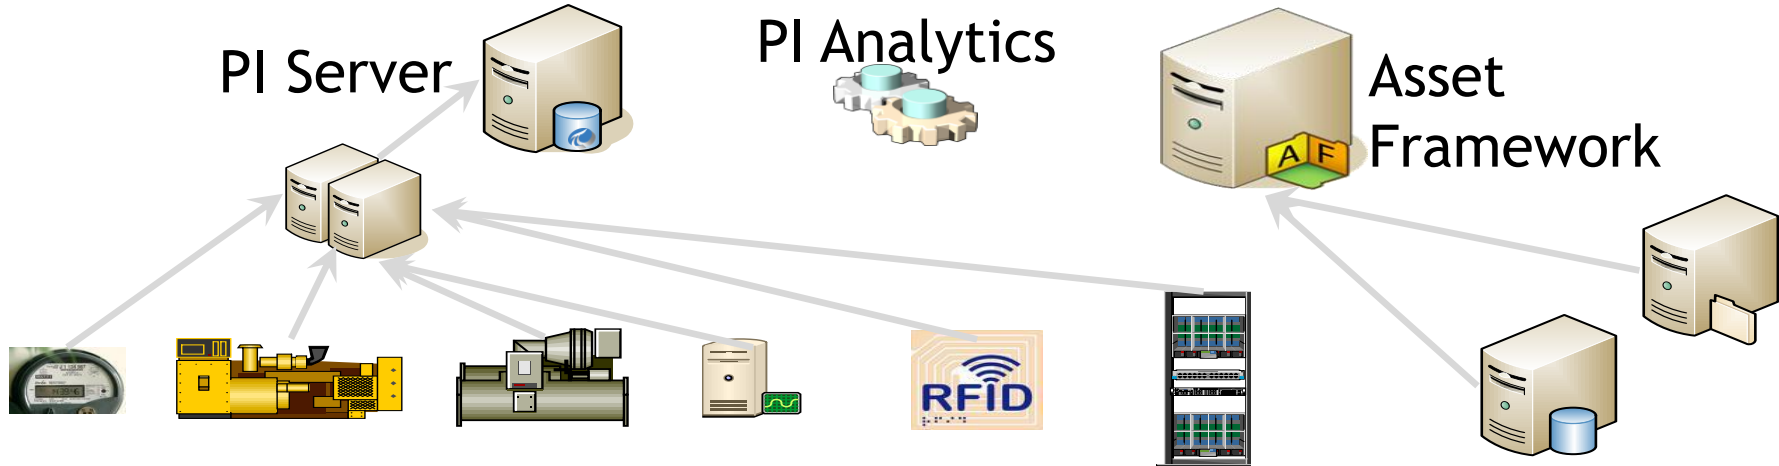 PI Server
PI Analytics
Asset
Framework
A F
RFID